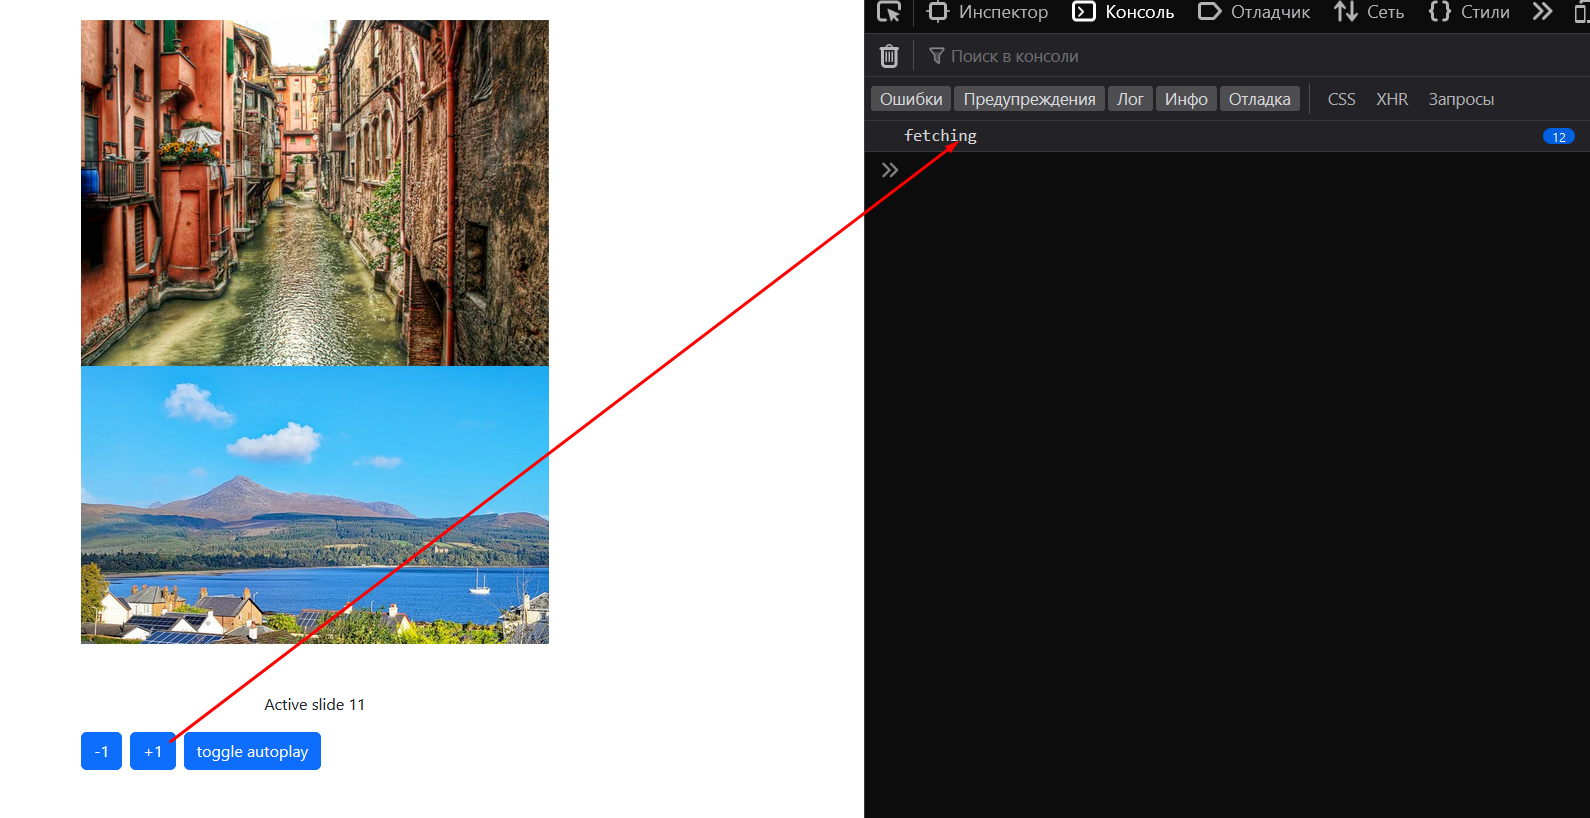 Инспектор Консоль Отладчик Сеть Стили
Поиск в консоли
Ошибки Предупреждения Лог Инфо Отладка CSS XHR Запросы
fetching 12
Active slide 11
-1 +1 toggle autoplay